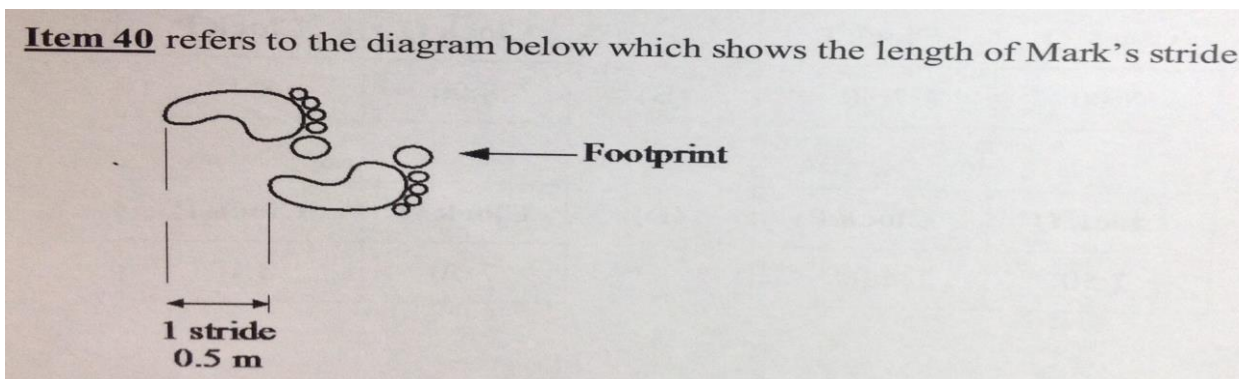 Item 40 refers to the diagram below which shows the length of Mark's stride
Footprint
1 stride
0.5 m